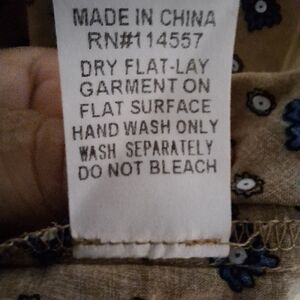 MADE IN CHINA
RN#114557
DRY FLAT-LAY
GARMENT ON
FLAT SURFACE
HAND WASH ONLY
WASH SEPARATELY
DO NOT BLEACH